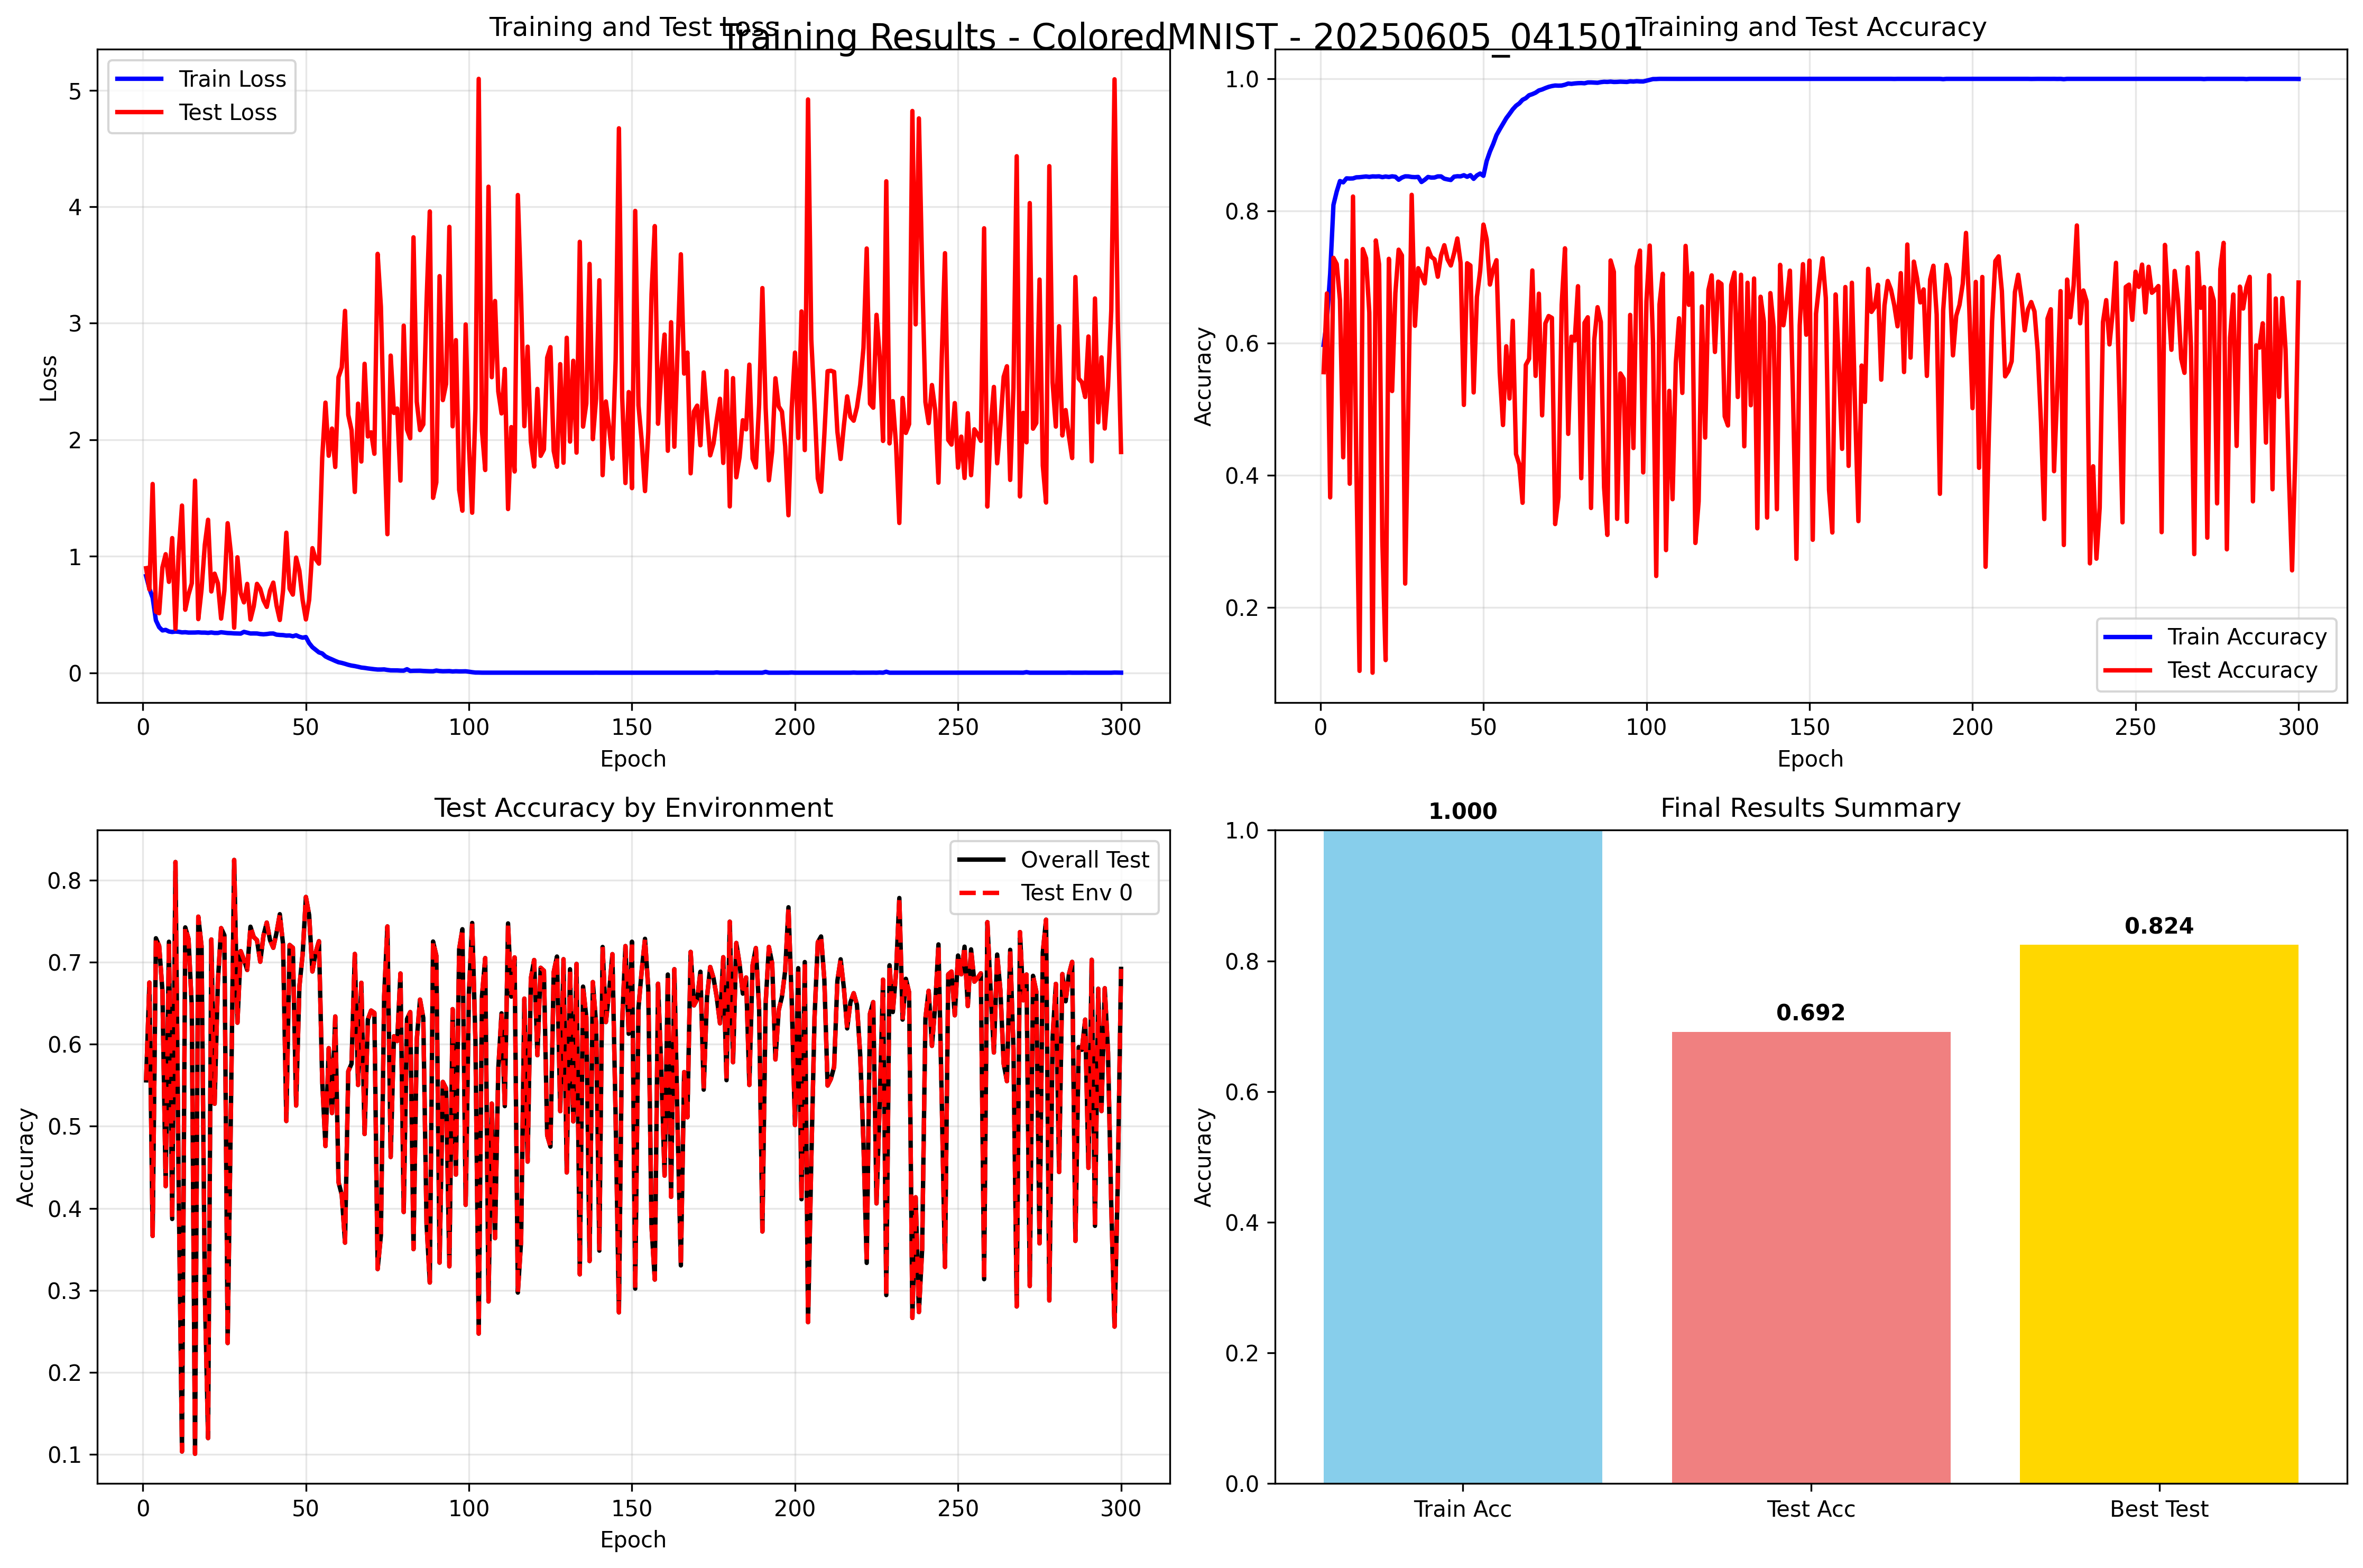 Training Results - ColoredMNIST - 20250605_041501
Training and Test Loss
Train Loss
Test Loss
5
4
3
2
1
0
Loss
0 50 100 150 200 250 300
Epoch
Training and Test Accuracy
1.0
0.8
0.6
0.4
0.2
Accuracy
Train Accuracy
Test Accuracy
0 50 100 150 200 250 300
Epoch
Test Accuracy by Environment
Overall Test
Test Env 0
0.8
0.7
0.6
0.5
0.4
0.3
0.2
0.1
Accuracy
0 50 100 150 200 250 300
Epoch
Final Results Summary
1.000
0.692
0.824
1.0
0.8
0.6
0.4
0.2
0.0
Accuracy
Train Acc Test Acc Best Test